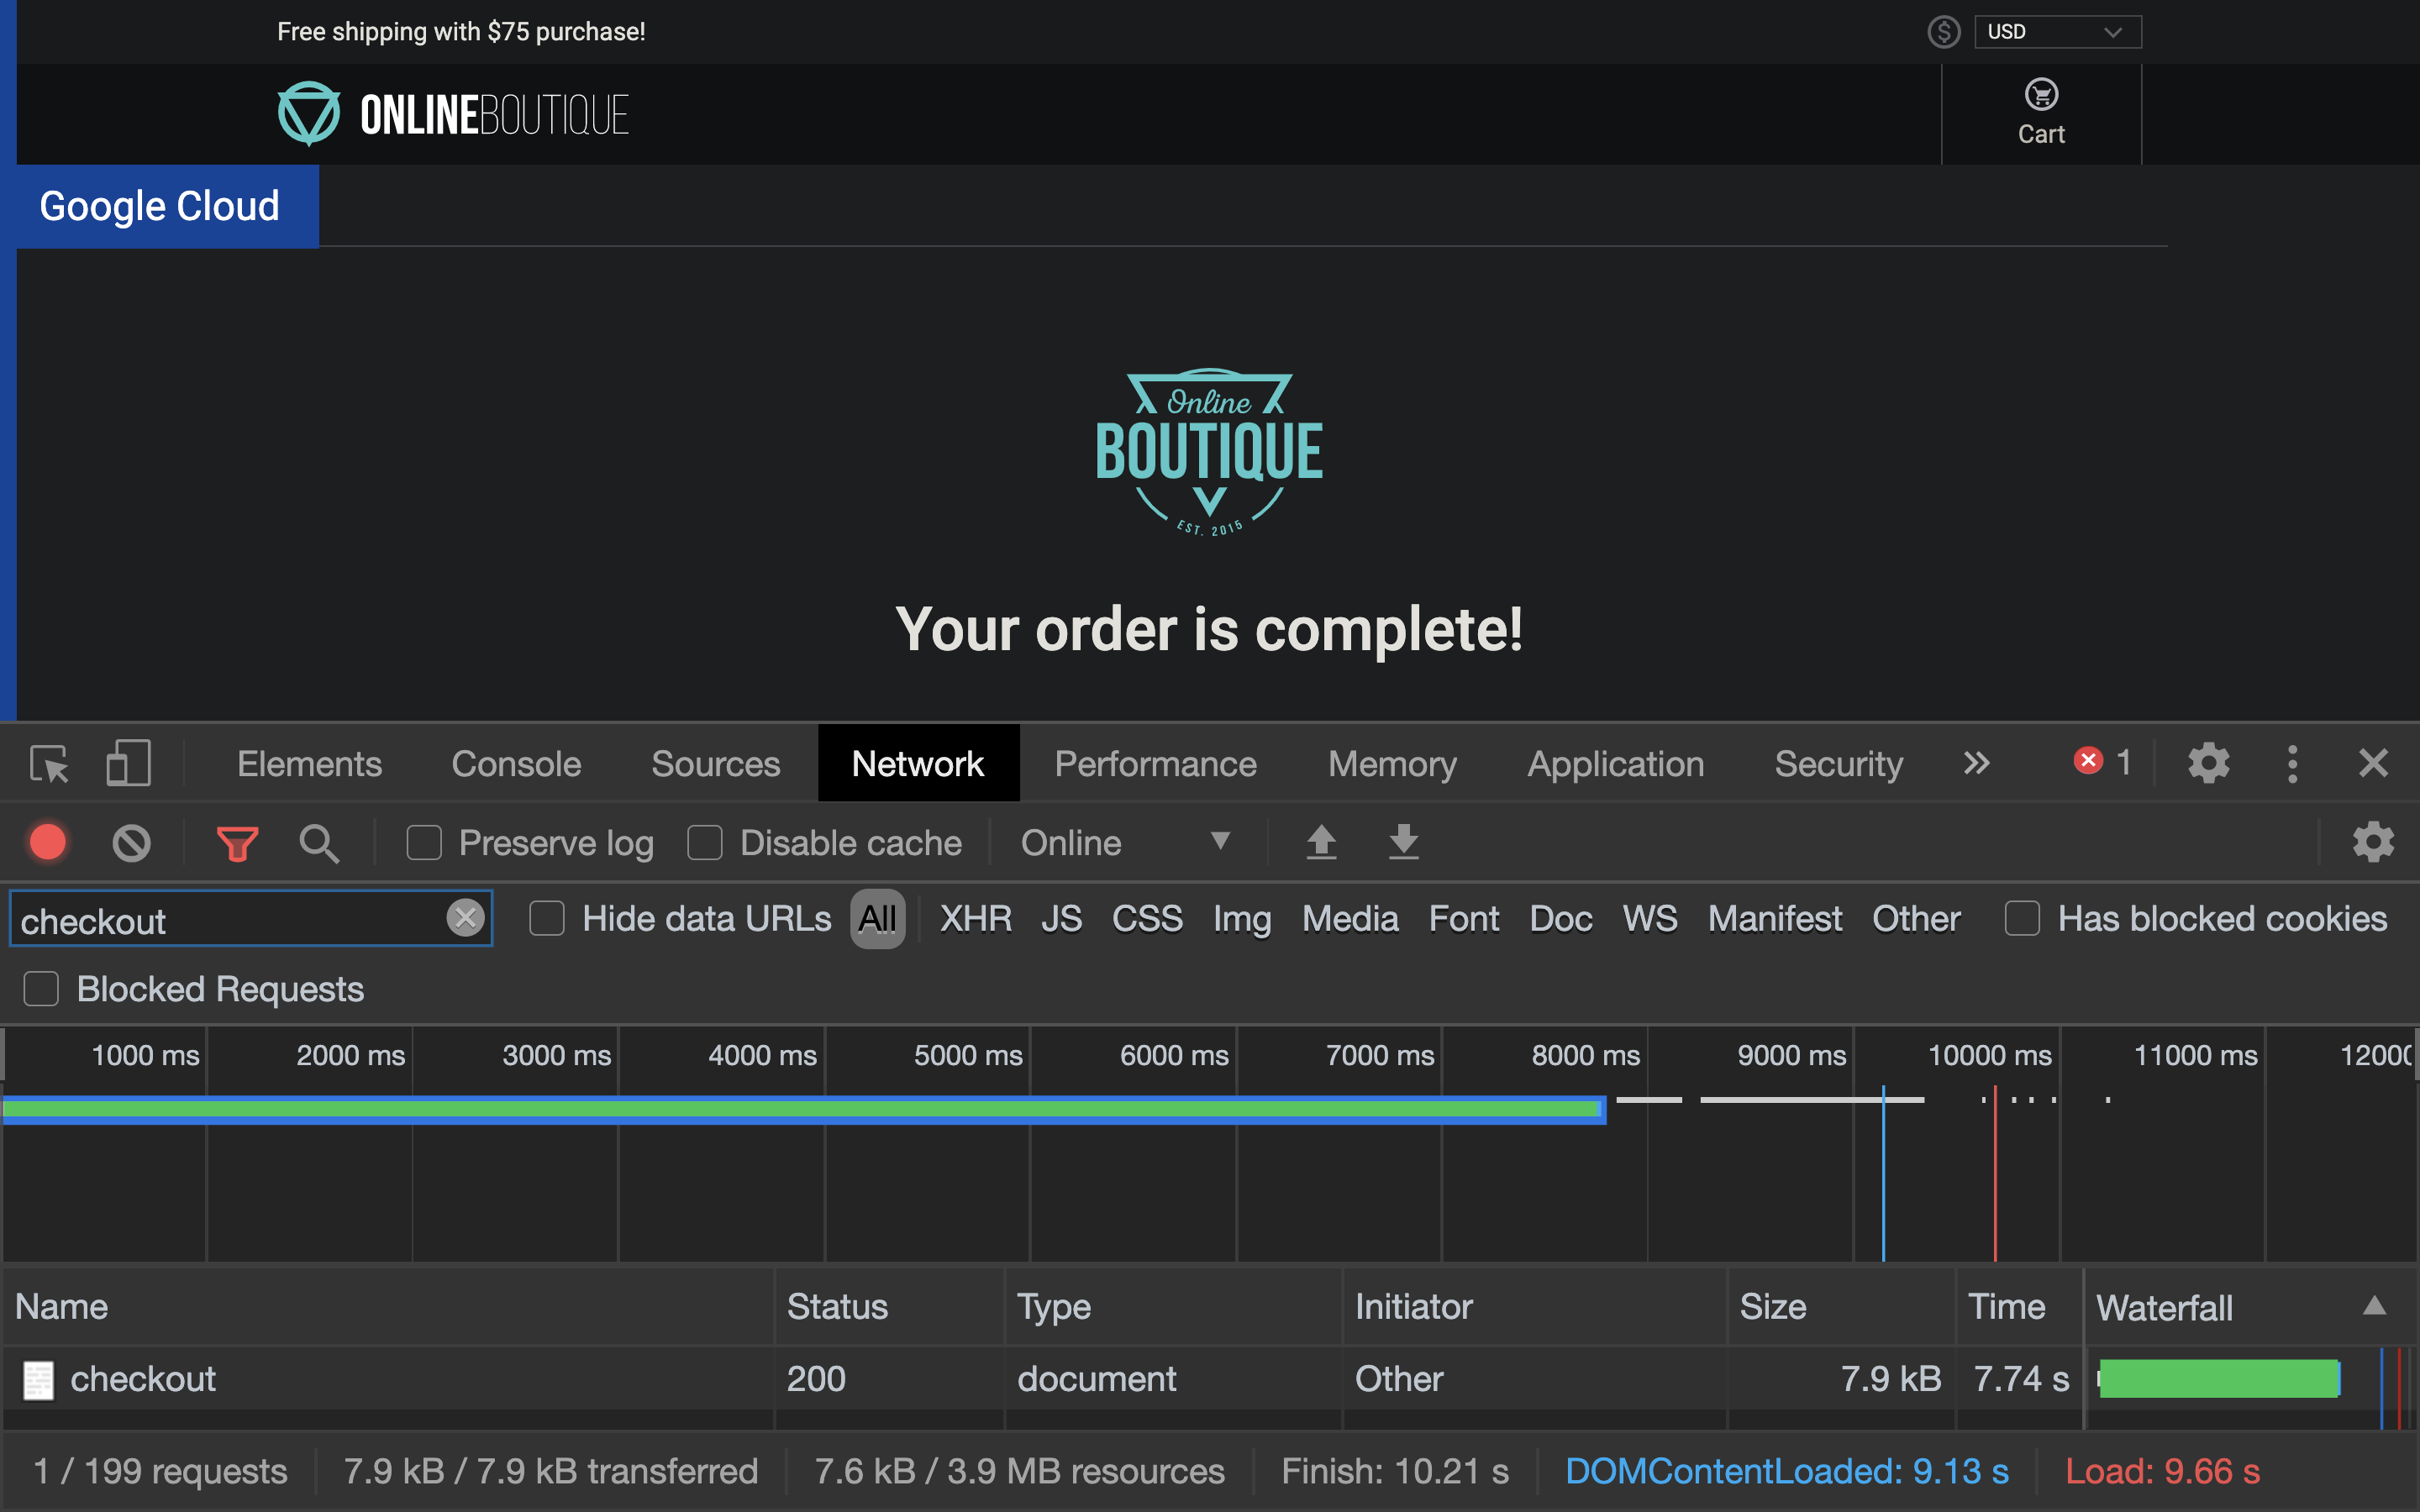 Free shipping with $75 purchase!
USD
ONLINEBOUTIQUE
Cart
Google Cloud
Online
BOUTIQUE
EST. 2015
Your order is complete!
Elements Console Sources Network Performance Memory Application Security 1
Preserve log Disable cache Online
checkout Hide data URLs All XHR JS CSS Img Media Font Doc WS Manifest Other Has blocked cookies
Blocked Requests
1000 ms 2000 ms 3000 ms 4000 ms 5000 ms 6000 ms 7000 ms 8000 ms 9000 ms 10000 ms 11000 ms
Name Status Type Initiator Size Time Waterfall
checkout 200 document Other 7.9 kB 7.74 s
1 / 199 requests 7.9 kB / 7.9 kB transferred 7.6 kB / 3.9 MB resources Finish: 10.21 s DOMContentLoaded: 9.13 s Load: 9.66 s